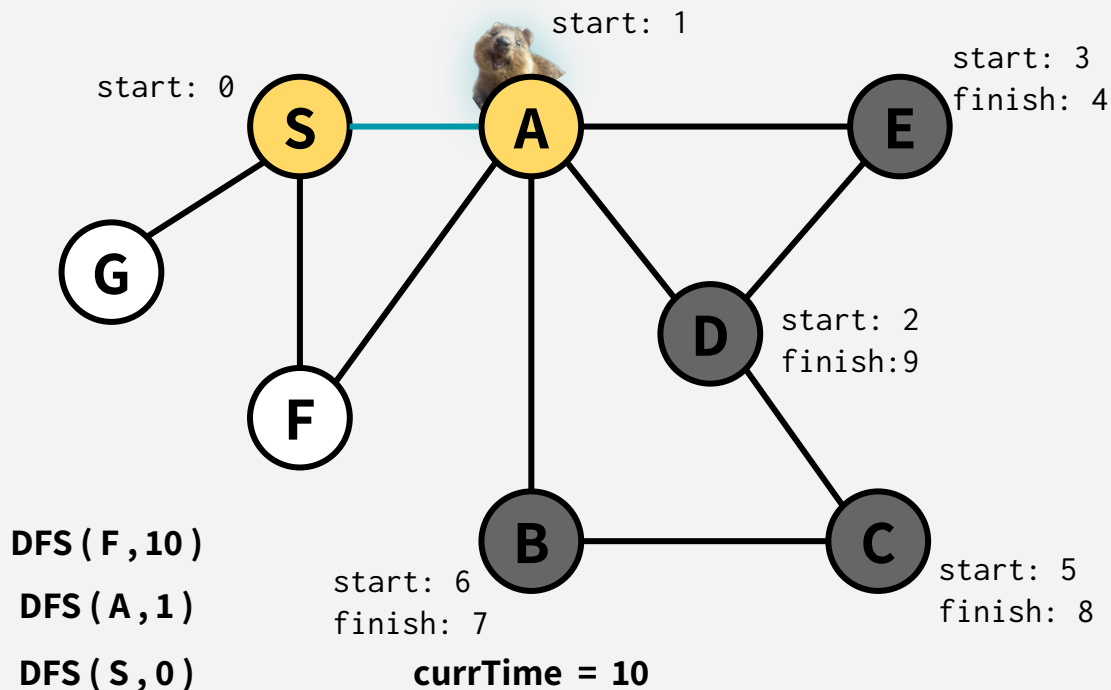 start: 1
start: 0
start: 3
finish: 4
S
A
E
G
D
start: 2
finish:9
F
B
C
DFS ( F , 10 )
start: 6
finish: 7
start: 5
finish: 8
DFS ( A , 1 )
DFS ( S , 0 )
currTime = 10